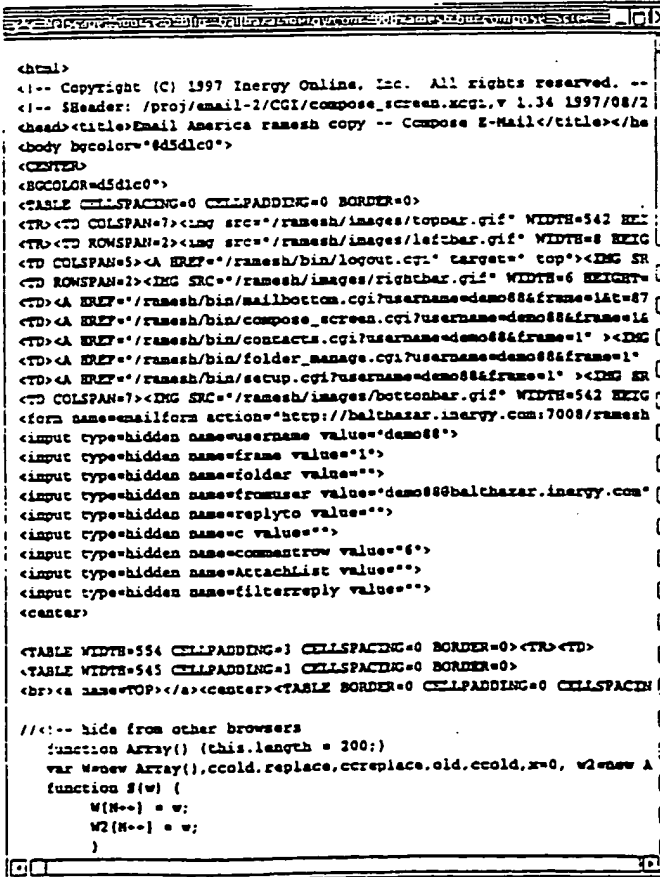 <html>
<!-- Copyright (C) 1997 Inergy Online, Inc. All rights reserved. --
<!-- $Header: /proj/email-2/CGI/compose_screen.xcgi,v 1.34 1997/08/2
<head><title>Email America ramesh copy -- Compose E-Mail</title></he
<body bgcolor="#d5d1c0">
<CENTER>
<BGCOLOR=d5d1c0">
<TABLE CELLSPACING=0 CELLPADDING=0 BORDER=0>
<TR><TD COLSPAN=7><img src="/ramesh/images/topbar.gif" WIDTH=542 HEI
<TR><TD ROWSPAN=2><img src="/ramesh/images/leftbar.gif" WIDTH=8 HEIG
<TD COLSPAN=5><A HREF="/ramesh/bin/logout.cgi" target="_top"><IMG SR
<TD ROWSPAN=2><IMG SRC="/ramesh/images/rightbar.gif" WIDTH=6 HEIGHT=
<TD><A HREF="/ramesh/bin/mailbottom.cgi?username=demo88&frame=1&t=87
<TD><A HREF="/ramesh/bin/compose_screen.cgi?username=demo88&frame=1&
<TD><A HREF="/ramesh/bin/contacts.cgi?username=demo88&frame=1" ><IMG
<TD><A HREF="/ramesh/bin/folder_manage.cgi?username=demo88&frame=1"
<TD><A HREF="/ramesh/bin/setup.cgi?username=demo88&frame=1" ><IMG SR
<TD COLSPAN=7><IMG SRC="/ramesh/images/bottombar.gif" WIDTH=542 HEIG
<form name=emailform action="http://balthazar.inergy.com:7008/ramesh
<input type=hidden name=username value="demo88">
<input type=hidden name=frame value="1">
<input type=hidden name=folder value="">
<input type=hidden name=fromuser value="demo88@balthazar.inergy.com"
<input type=hidden name=replyto value="">
<input type=hidden name=c value="">
<input type=hidden name=commentrow value="6">
<input type=hidden name=AttachList value="">
<input type=hidden name=filterreply value="">
<center>
<TABLE WIDTH=554 CELLPADDING=3 CELLSPACING=0 BORDER=0><TR><TD>
<TABLE WIDTH=545 CELLPADDING=3 CELLSPACING=0 BORDER=0>
<br><a name=TOP></a><center><TABLE BORDER=0 CELLPADDING=0 CELLSPACIN
//<!-- hide from other browsers
function Array() {this.length = 200;}
var W=new Array(),ccold,replace,ccreplace,old,ccold,x=0, w2=new A
function S(w) {
W[N++] = w;
W2[M++] = w;
}